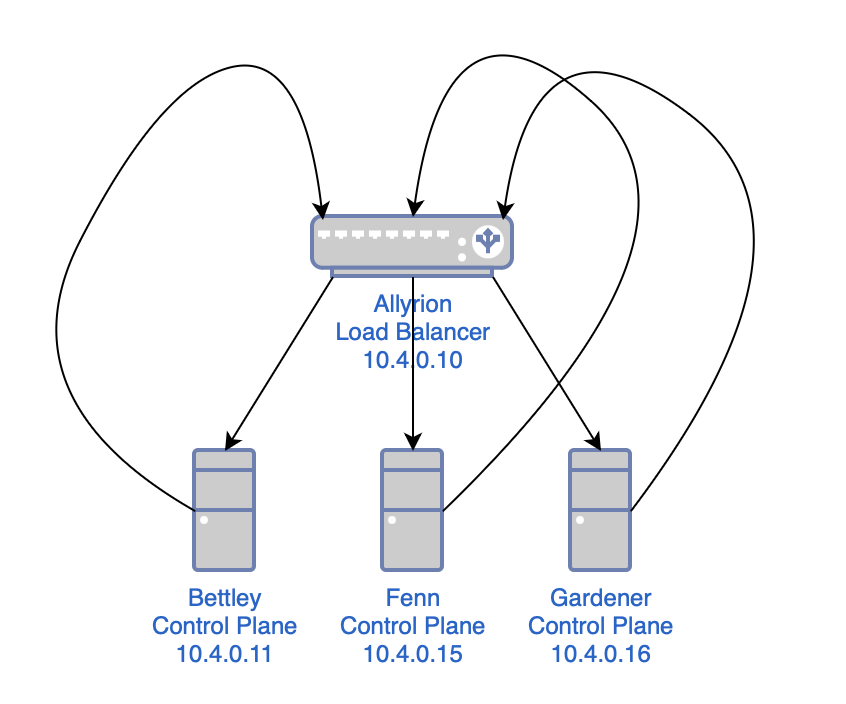 Allyrion
Load Balancer
10.4.0.10
Bettley
Control Plane
10.4.0.11
Fenn
Control Plane
10.4.0.15
Gardener
Control Plane
10.4.0.16